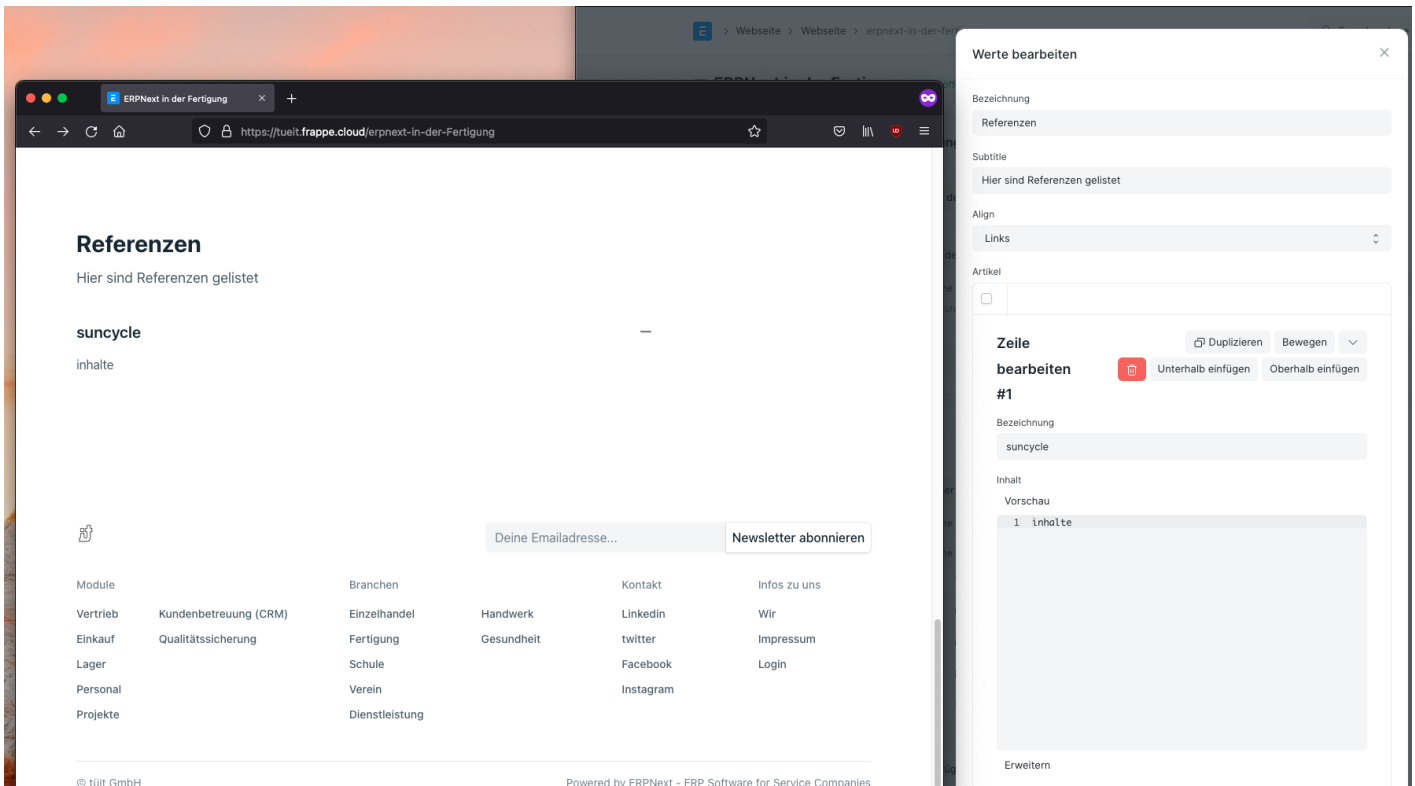 Webseite > Webseite > erpnext-in-der-fert
Werte bearbeiten
ERPNext in der Fertigung
https://tueit.frappe.cloud/erpnext-in-der-Fertigung
Referenzen
Hier sind Referenzen gelistet
suncycle
inhalte
Deine Emailadresse...
Newsletter abonnieren
Module
Branchen
Kontakt
Infos zu uns
Vertrieb
Kundenbetreuung (CRM)
Einzelhandel
Handwerk
Linkedin
Wir
Einkauf
Qualitätssicherung
Fertigung
Gesundheit
twitter
Impressum
Lager
Schule
Facebook
Login
Personal
Verein
Instagram
Projekte
Dienstleistung
© tüit GmbH
Powered by ERPNext - ERP Software for Service Companies
Bezeichnung
Referenzen
Subtitle
Hier sind Referenzen gelistet
Align
Links
Artikel
Zeile
bearbeiten
#1
Duplizieren
Bewegen
Unterhalb einfügen
Oberhalb einfügen
Bezeichnung
suncycle
Inhalt
Vorschau
1 inhalte
Erweitern